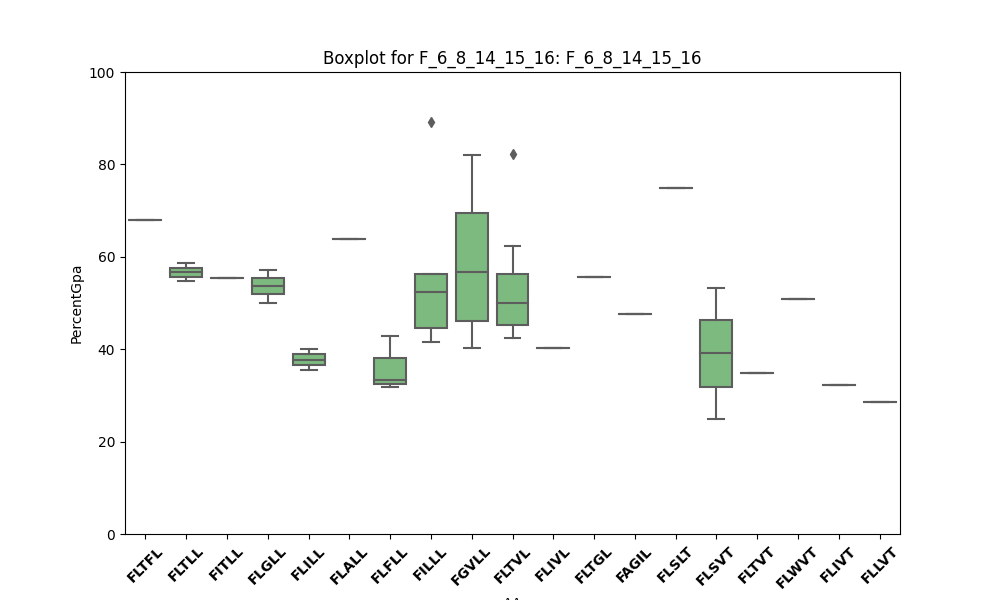 Boxplot for F_6_8_14_15_16: F_6_8_14_15_16
100
80
60
40
20
0
PercentGpa
FLTFL FLTLL FITLL FLGLL FLILL FLALL FLFLL FILLL FGVLL FLTVL FLIVL FLTGL FAGIL FLSLT FLSVT FLTVT FLWVT FLIVT FLLVT